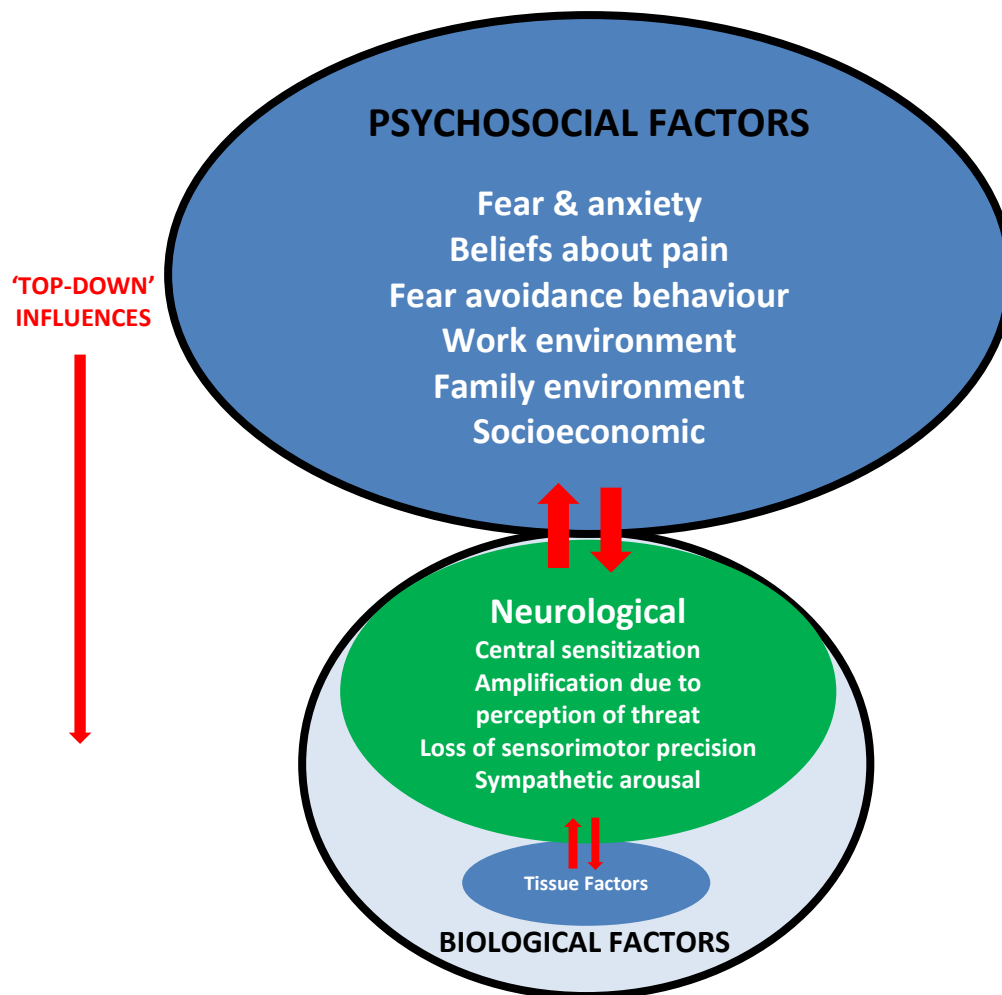 PSYCHOSOCIAL FACTORS
Fear & anxiety
Beliefs about pain
Fear avoidance behaviour
Work environment
Family environment
Socioeconomic
‘TOP-DOWN’
INFLUENCES
Neurological
Central sensitization
Amplification due to
perception of threat
Loss of sensorimotor precision
Sympathetic arousal
Tissue Factors
BIOLOGICAL FACTORS